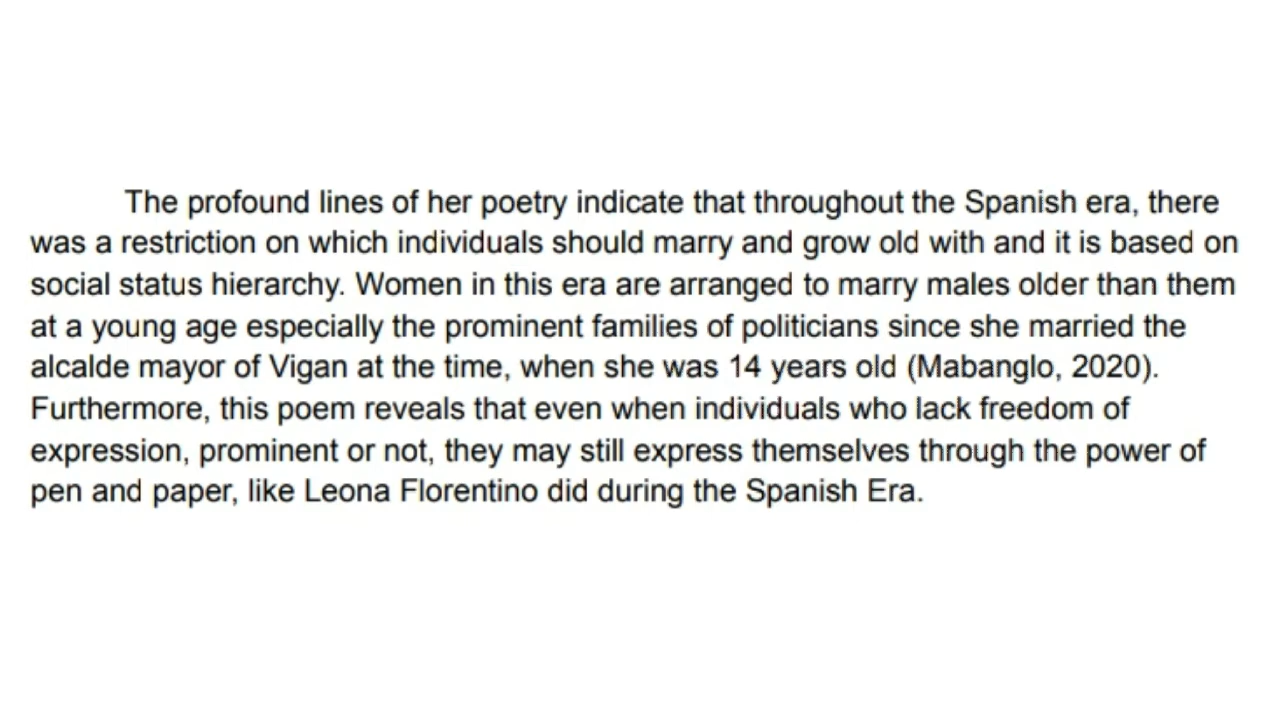 The profound lines of her poetry indicate that throughout the Spanish era, there
was a restriction on which individuals should marry and grow old with and it is based on
social status hierarchy. Women in this era are arranged to marry males older than them
at a young age especially the prominent families of politicians since she married the
alcalde mayor of Vigan at the time, when she was 14 years old (Mabanglo, 2020).
Furthermore, this poem reveals that even when individuals who lack freedom of
expression, prominent or not, they may still express themselves through the power of
pen and paper, like Leona Florentino did during the Spanish Era.